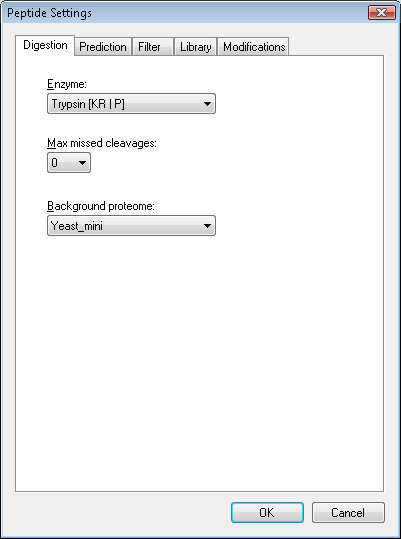 Peptide Settings
Digestion Prediction Filter Library Modifications
Enzyme:
Trypsin [KR | P]
Max missed cleavages:
0
Background proteome:
Yeast_mini
OK Cancel